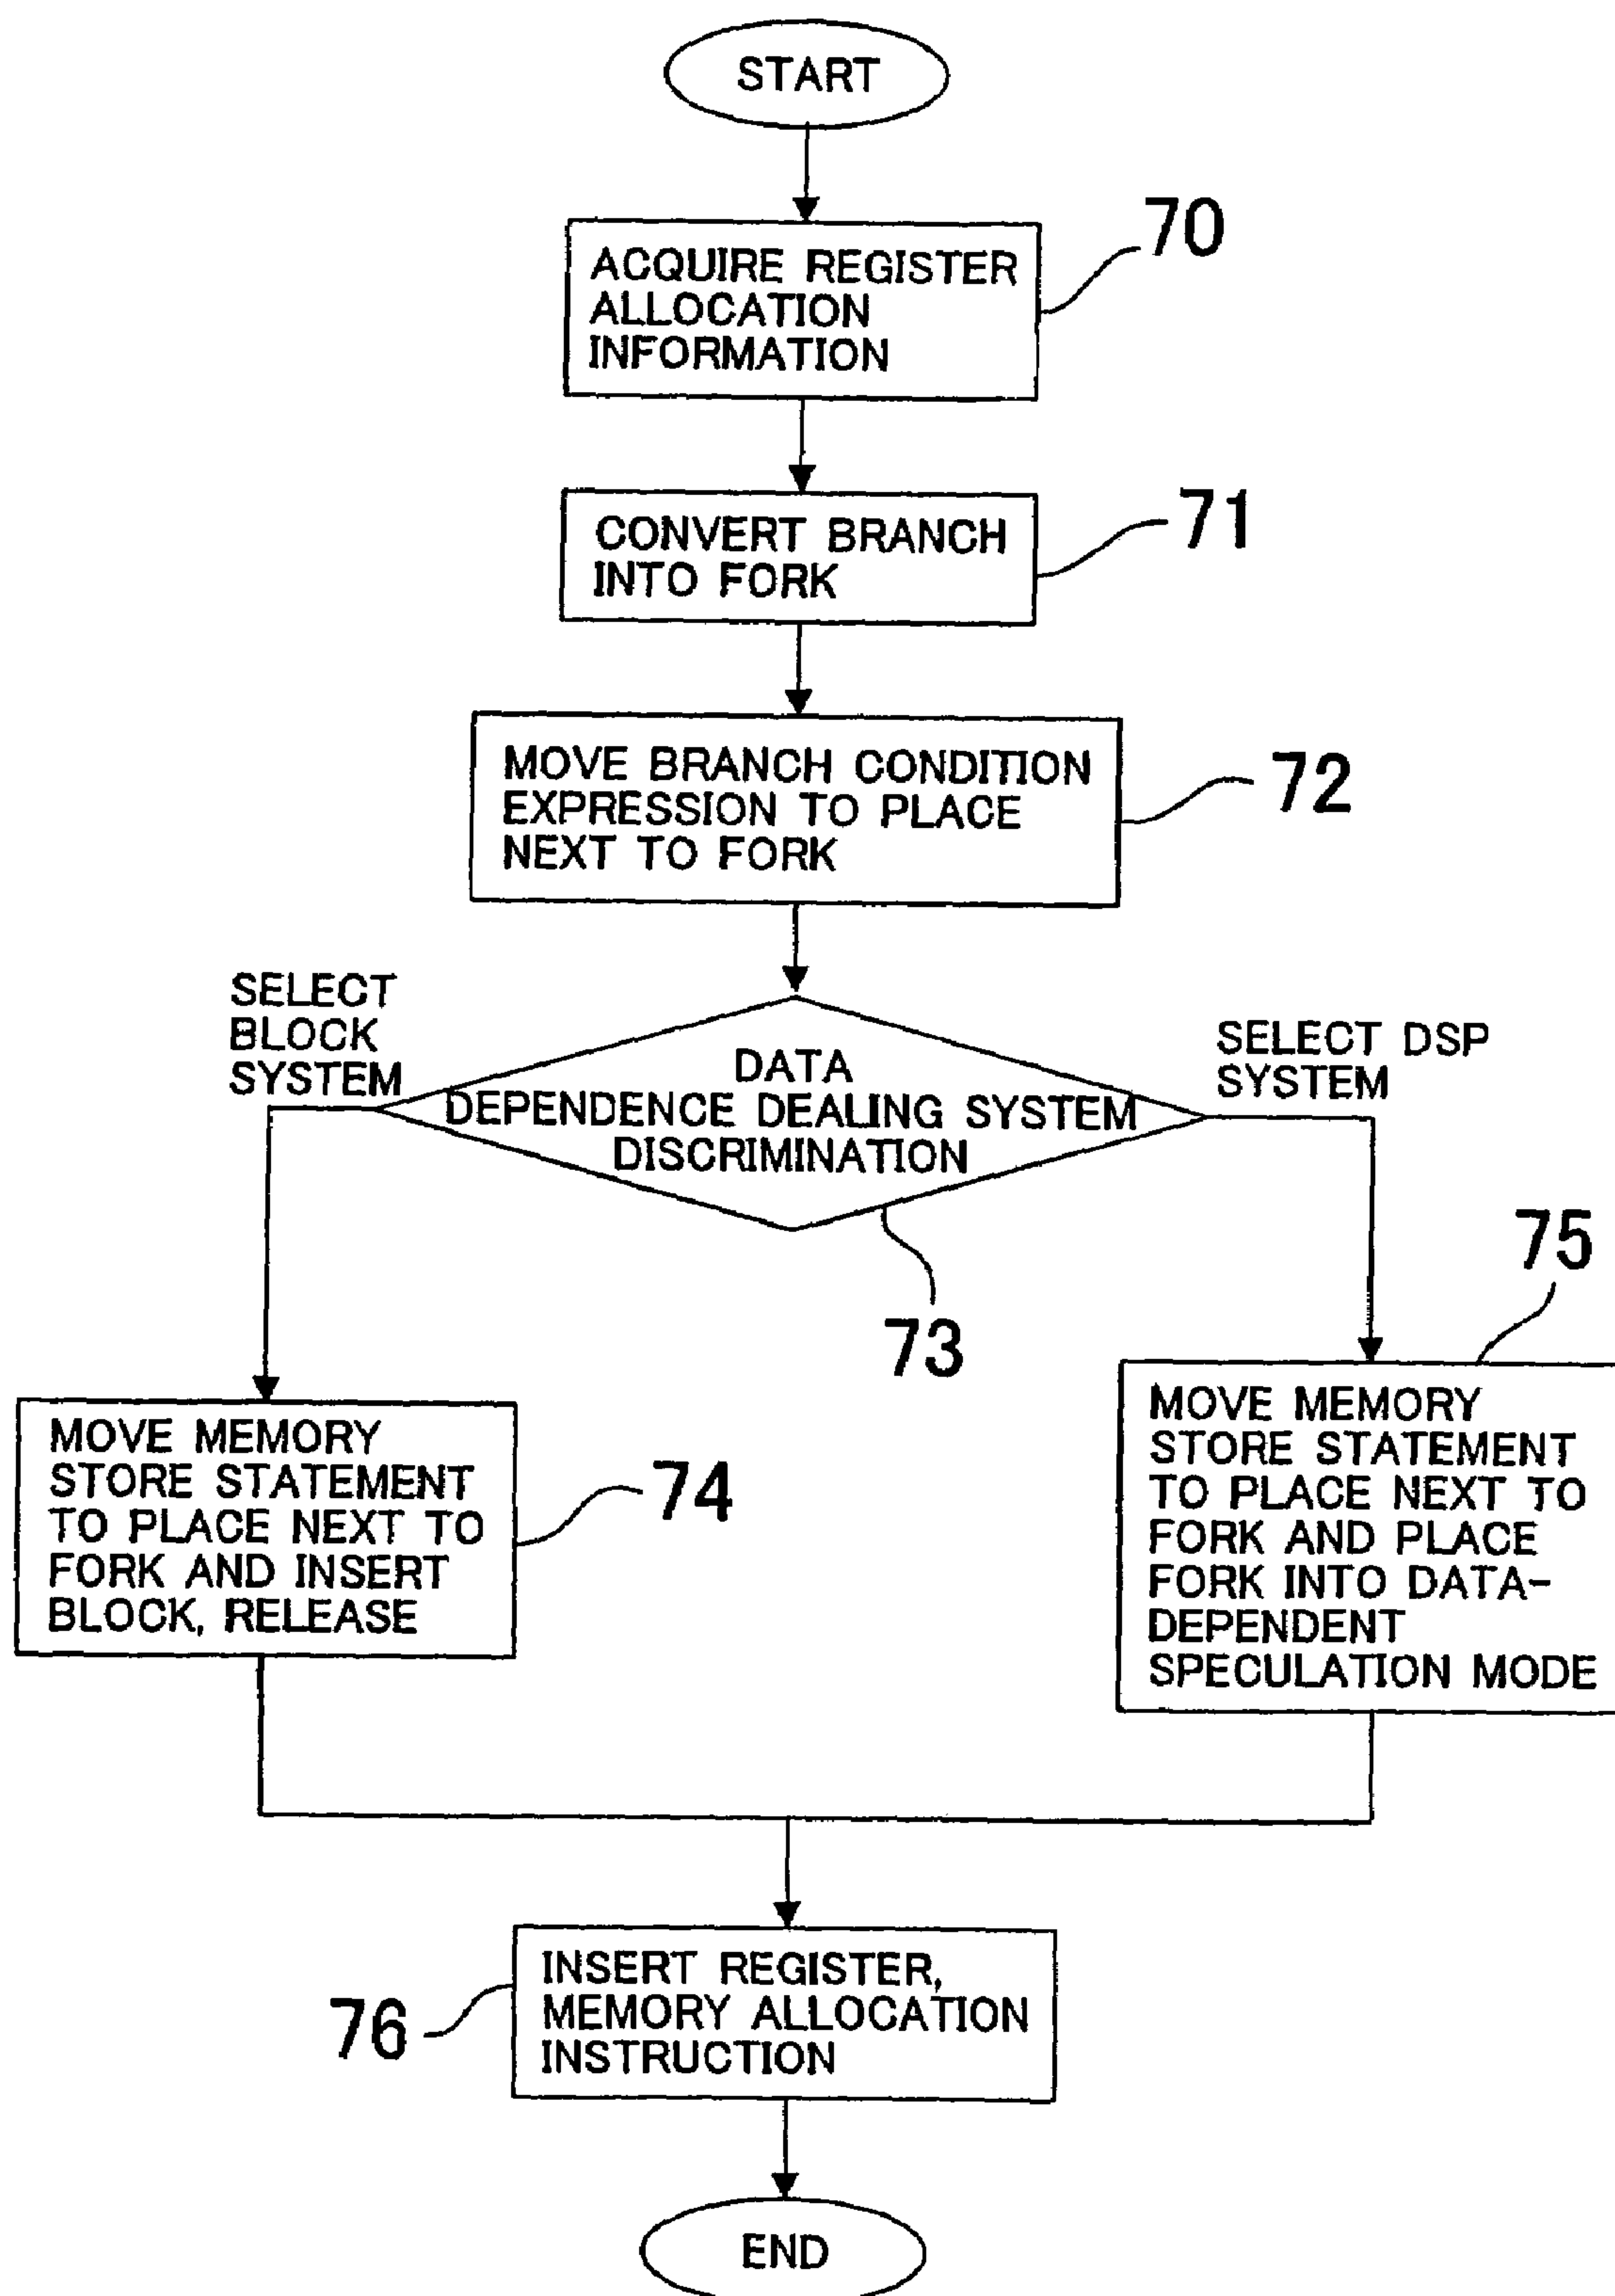 START
70
ACQUIRE REGISTER
ALLOCATION
INFORMATION
71
CONVERT BRANCH
INTO FORK
72
MOVE BRANCH CONDITION
EXPRESSION TO PLACE
NEXT TO FORK
SELECT
BLOCK
SYSTEM
SELECT DSP
SYSTEM
DATA
DEPENDENCE DEALING SYSTEM
DISCRIMINATION
73
75
MOVE MEMORY
STORE STATEMENT
TO PLACE NEXT TO
FORK AND INSERT
BLOCK, RELEASE
74
MOVE MEMORY
STORE STATEMENT
TO PLACE NEXT TO
FORK AND PLACE
FORK INTO DATA-
DEPENDENT
SPECULATION MODE
INSERT REGISTER,
MEMORY ALLOCATION
INSTRUCTION
76
END